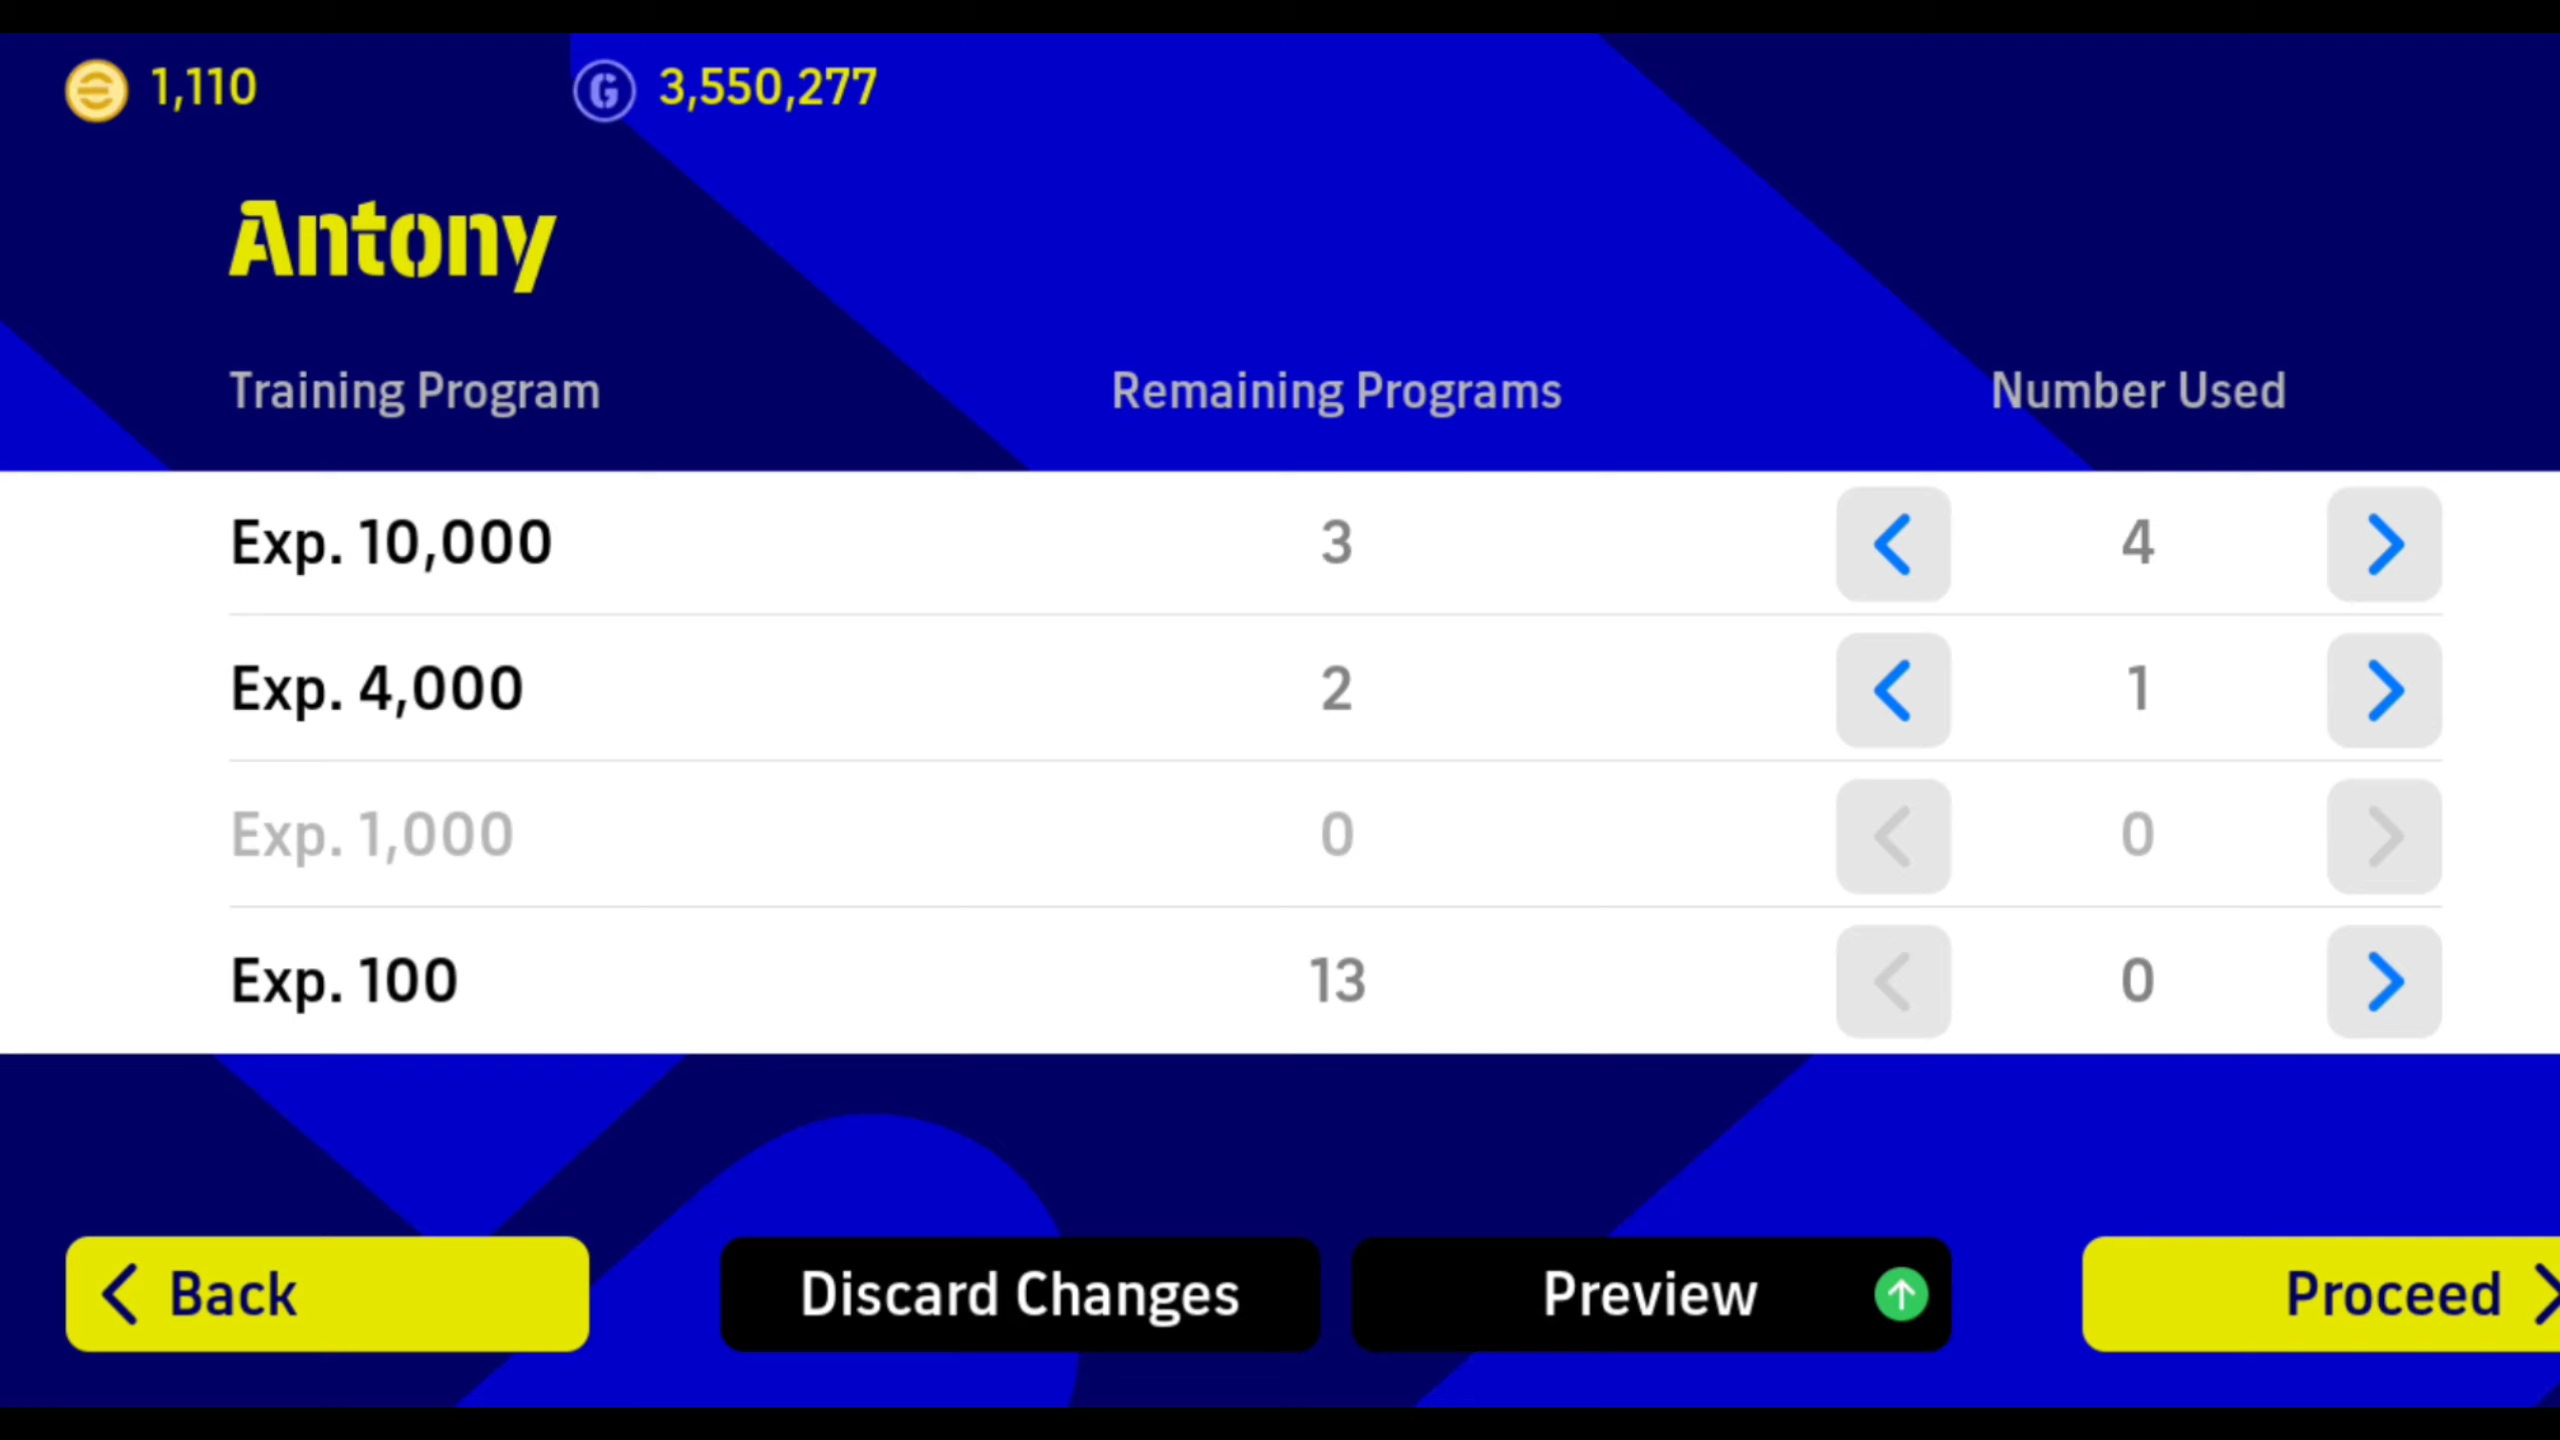 1,110 3,550,277
Antony
Training Program Remaining Programs Number Used
Exp. 10,000 3 4
Exp. 4,000 2 1
Exp. 1,000 0 0
Exp. 100 13 0
Back Discard Changes Preview Proceed